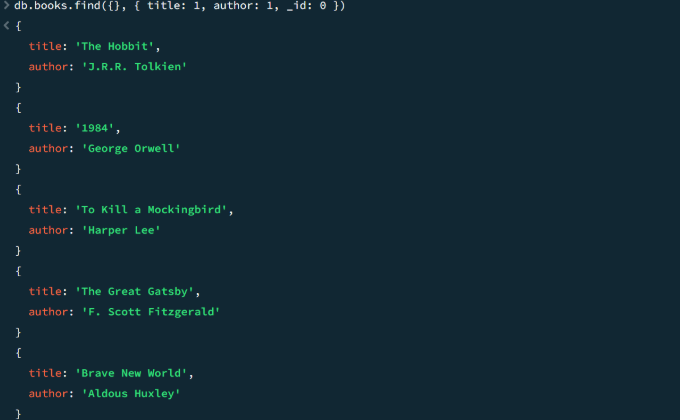 > db.books.find({}, { title: 1, author: 1, _id: 0 })
< {
title: 'The Hobbit',
author: 'J.R.R. Tolkien'
}
{
title: '1984',
author: 'George Orwell'
}
{
title: 'To Kill a Mockingbird',
author: 'Harper Lee'
}
{
title: 'The Great Gatsby',
author: 'F. Scott Fitzgerald'
}
{
title: 'Brave New World',
author: 'Aldous Huxley'
}